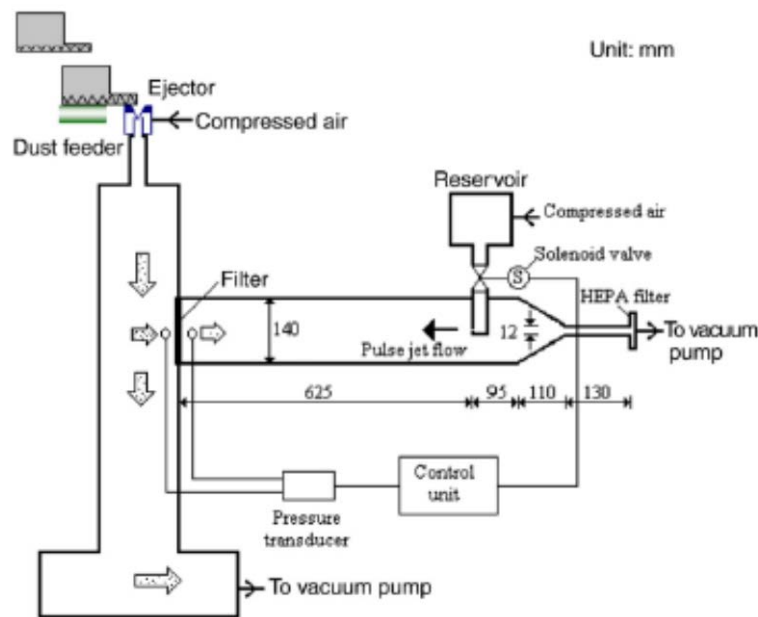 Unit: mm
Ejector
Compressed air
Dust feeder
Reservoir
Compressed air
Solenoid valve
S
Filter
HEPA filter
140
12
To vacuum
pump
Pulse jet flow
625
95
110
130
Control
unit
Pressure
transducer
To vacuum pump